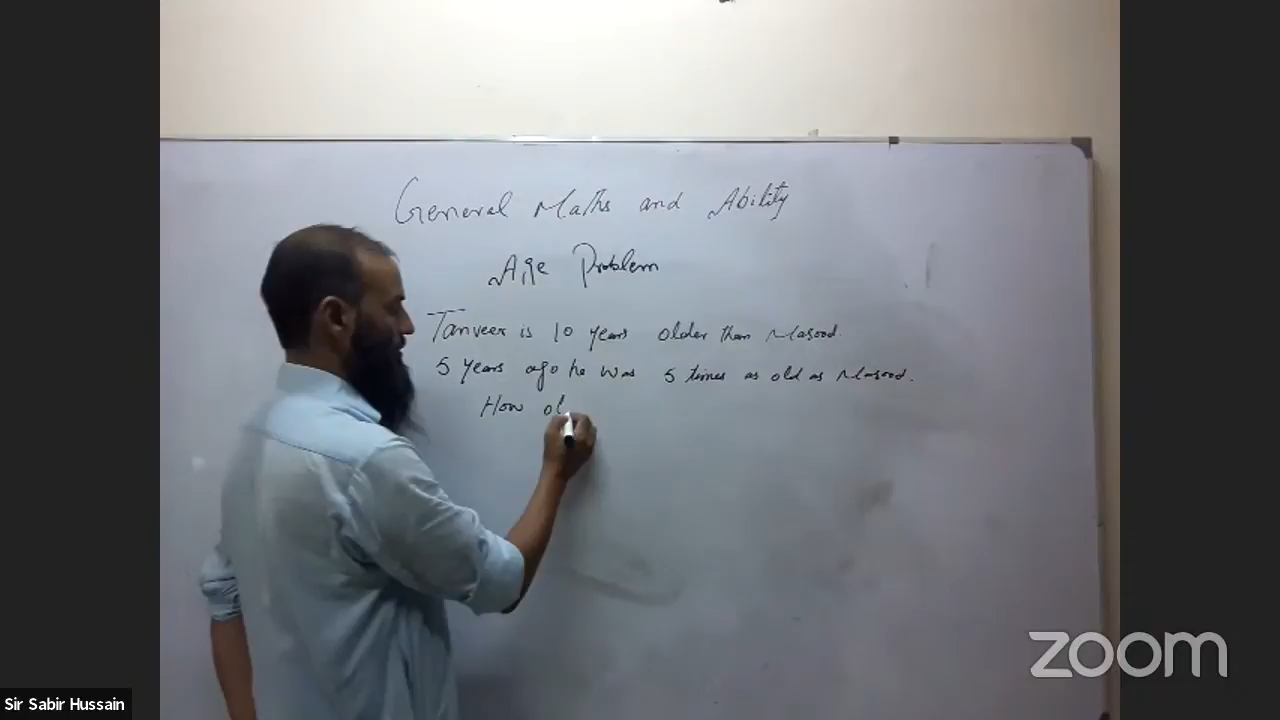 General Maths and Ability
Age Problem
Tanveer is 10 years older than Masood.
5 years ago he was 5 times as old as Masood.
How ol
zoom
Sir Sabir Hussain